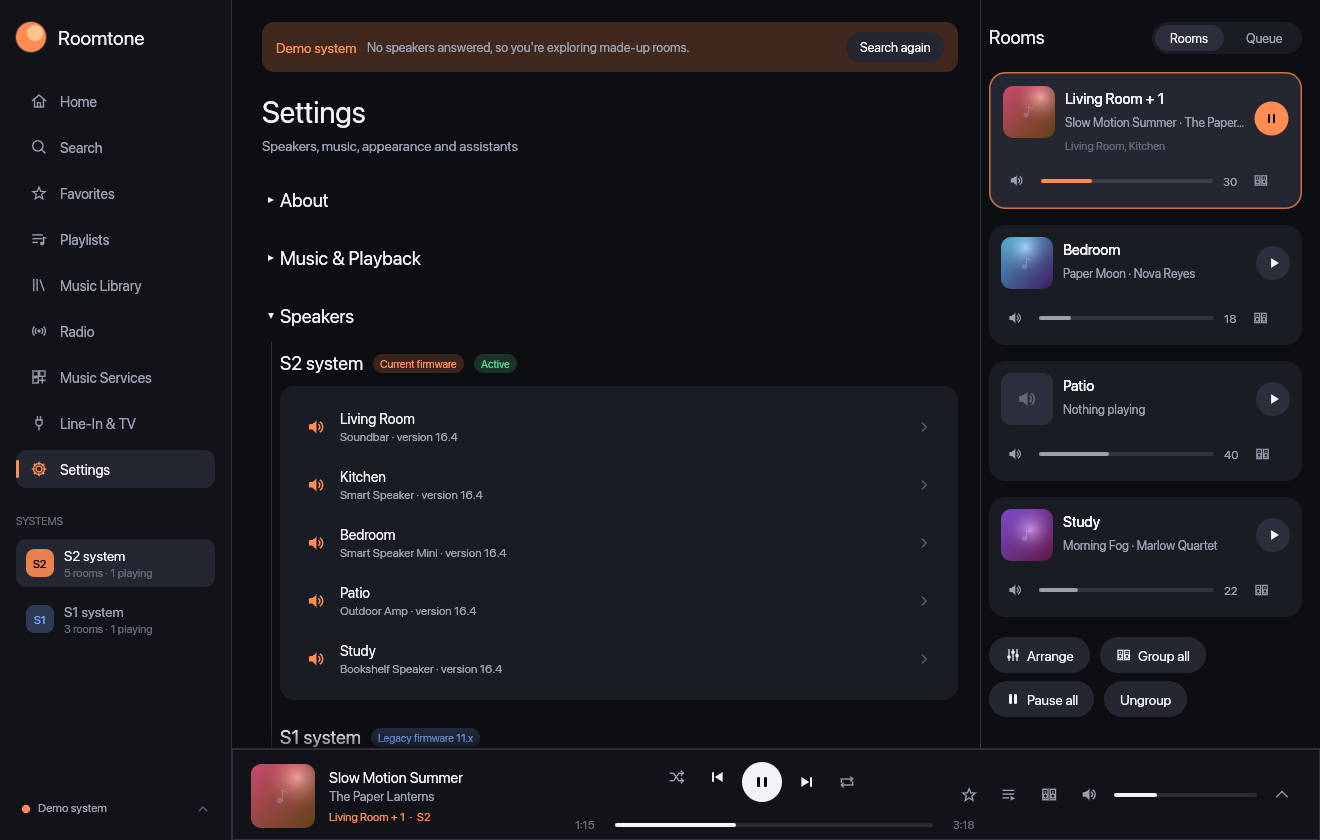 Roomtone
Home
Search
Favorites
Playlists
Music Library
Radio
Music Services
Line-In & TV
Settings
SYSTEMS
S2
S2 system
5 rooms · 1 playing
S1
S1 system
3 rooms · 1 playing
Demo system
Demo system
No speakers answered, so you're exploring made-up rooms.
Search again
Settings
Speakers, music, appearance and assistants
About
Music & Playback
Speakers
S2 system
Current firmware
Active
Living Room
Soundbar · version 16.4
Kitchen
Smart Speaker · version 16.4
Bedroom
Smart Speaker Mini · version 16.4
Patio
Outdoor Amp · version 16.4
Study
Bookshelf Speaker · version 16.4
S1 system
Legacy firmware 11.x
Rooms
Rooms
Queue
Living Room + 1
Slow Motion Summer · The Paper...
Living Room, Kitchen
30
Bedroom
Paper Moon · Nova Reyes
18
Patio
Nothing playing
40
Study
Morning Fog · Marlow Quartet
22
Arrange
Group all
Pause all
Ungroup
Slow Motion Summer
The Paper Lanterns
Living Room + 1 · S2
1:15
3:18